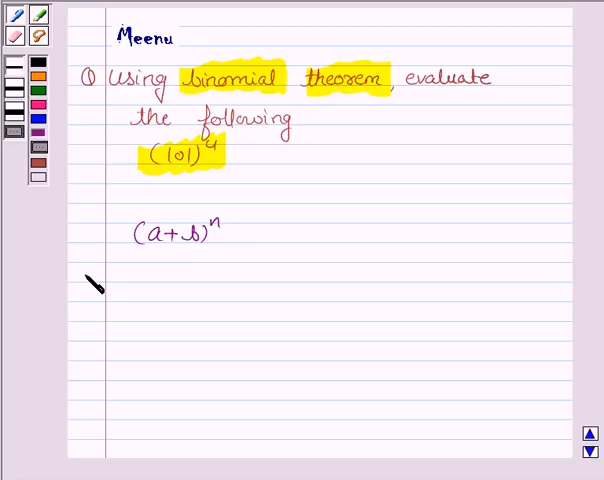 Meenu
Q Using binomial theorem, evaluate
the following
(101)⁴
(a+b)ⁿ